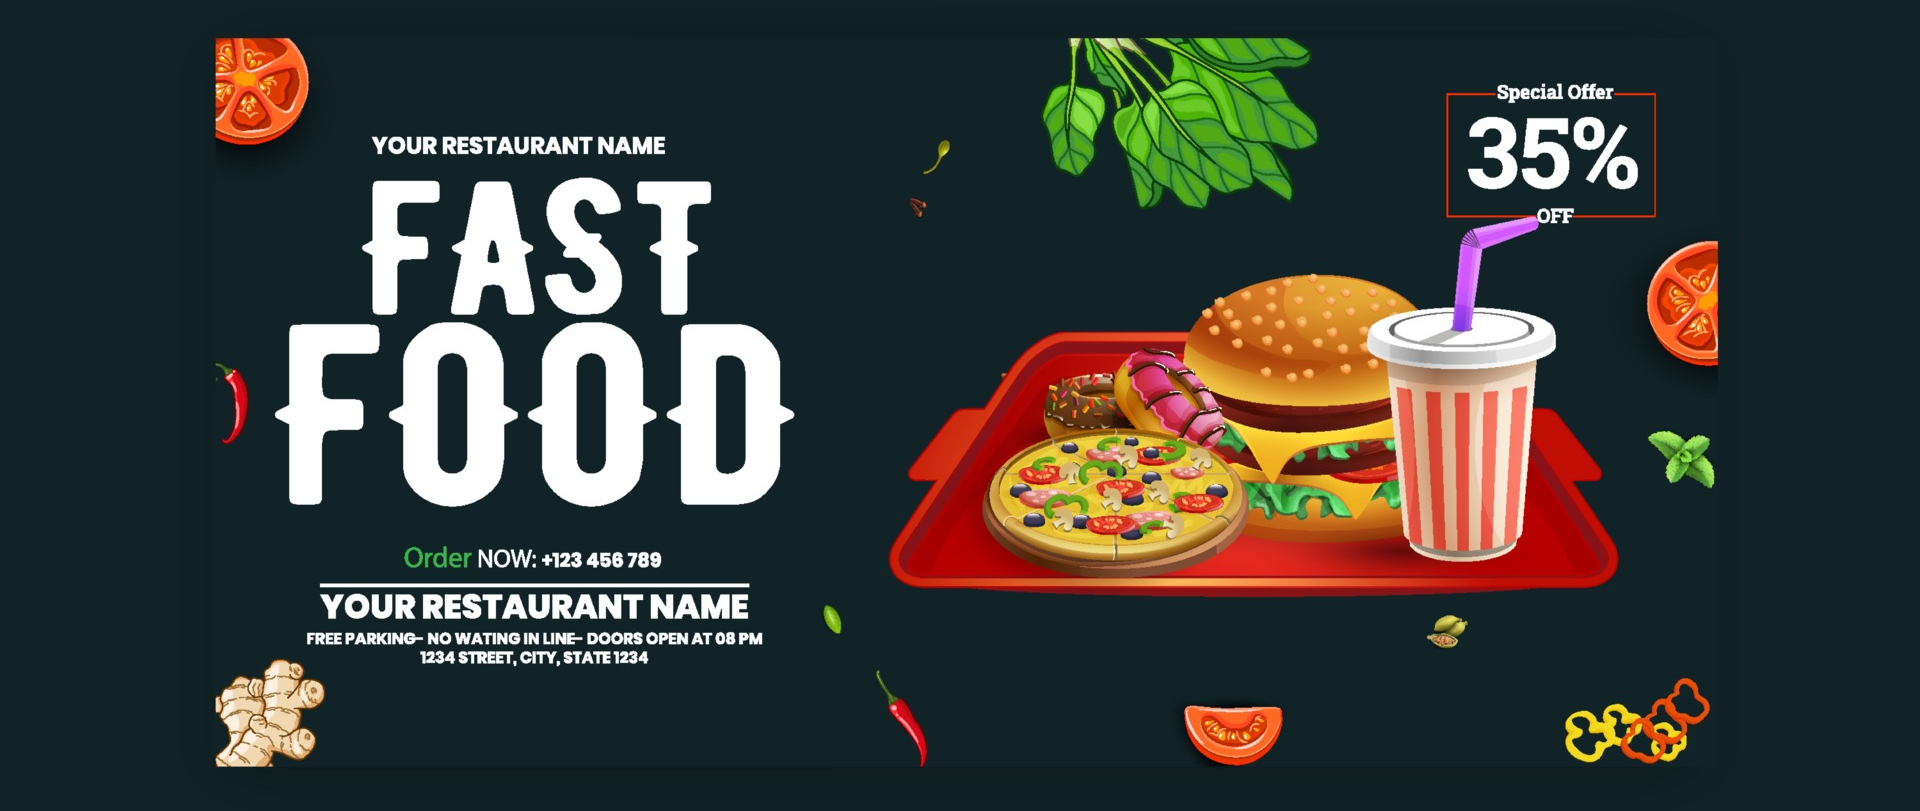 YOUR RESTAURANT NAME
FAST
FOOD
Order NOW: +123 456 789
YOUR RESTAURANT NAME
FREE PARKING- NO WATING IN LINE- DOORS OPEN AT 08 PM
1234 STREET, CITY, STATE 1234
Special Offer
35%
OFF